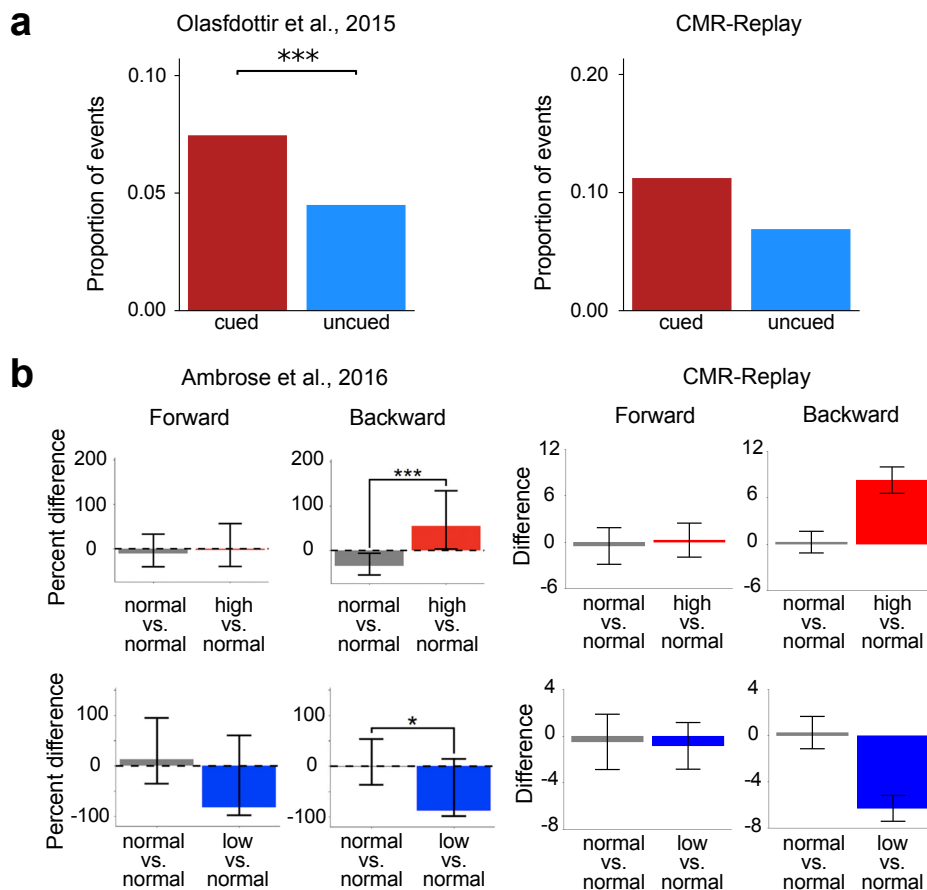 a
Olasfdottir et al., 2015
CMR-Replay
***
Proportion of events
0.10
0.05
0.00
cued
uncued
Proportion of events
0.20
0.10
0.00
cued
uncued
b
Ambrose et al., 2016
CMR-Replay
Forward
Backward
Forward
Backward
Percent difference
200
100
0
normal
vs.
normal
high
vs.
normal
200
100
0
***
normal
vs.
normal
high
vs.
normal
Difference
12
6
0
-6
normal
vs.
normal
high
vs.
normal
12
6
0
-6
normal
vs.
normal
high
vs.
normal
Percent difference
100
0
-100
normal
vs.
normal
low
vs.
normal
100
0
-100
*
normal
vs.
normal
low
vs.
normal
Difference
4
0
-4
-8
normal
vs.
normal
low
vs.
normal
4
0
-4
-8
normal
vs.
normal
low
vs.
normal